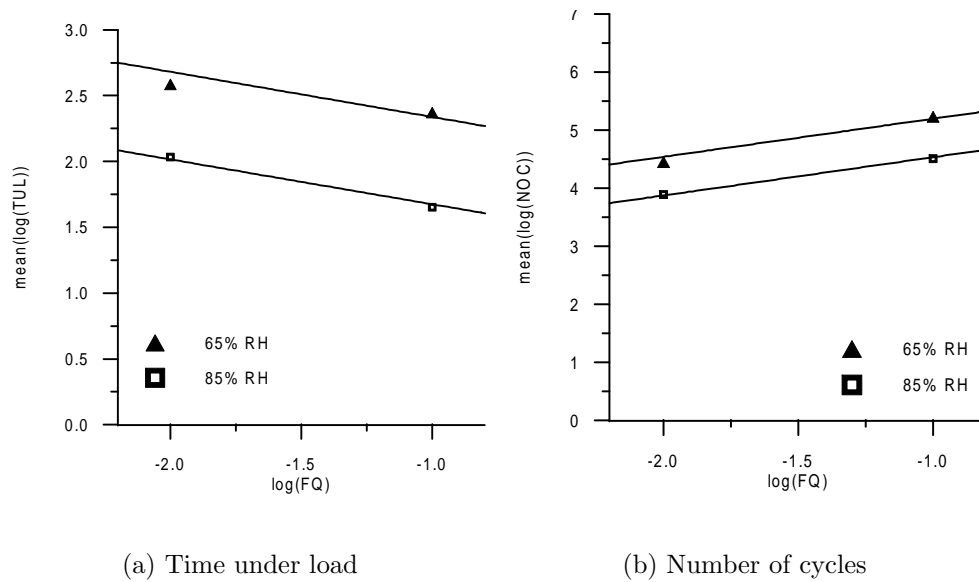 3.0
2.5
2.0
1.5
1.0
0.5
0.0
mean(log(TUL))
65% RH
85% RH
-2.0 -1.5 -1.0
log(FQ)
(a) Time under load
7
6
5
4
3
2
1
0
mean(log(NOC))
65% RH
85% RH
-2.0 -1.5 -1.0
log(FQ)
(b) Number of cycles